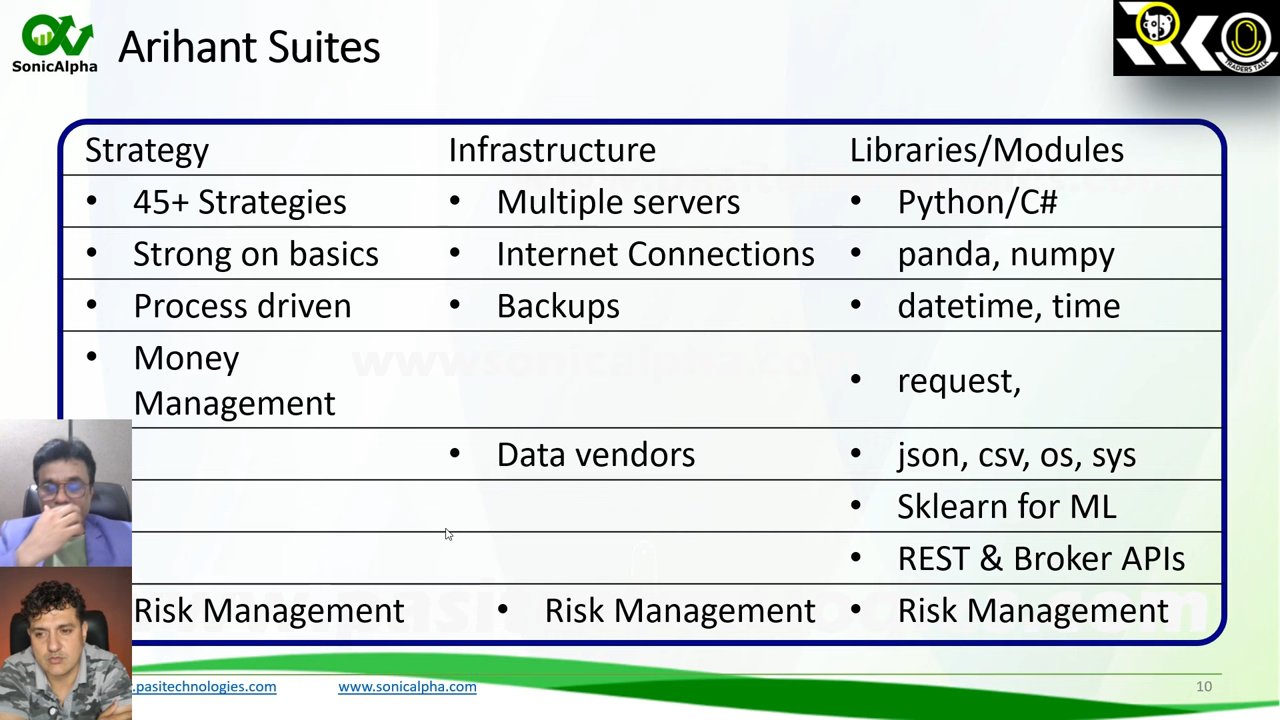 SonicAlpha
Arihant Suites
TRADERS TALK
Strategy Infrastructure Libraries/Modules
• 45+ Strategies • Multiple servers • Python/C#
• Strong on basics • Internet Connections • panda, numpy
• Process driven • Backups • datetime, time
• Money
Management
• request,
• Data vendors • json, csv, os, sys
• Sklearn for ML
• REST & Broker APIs
Risk Management • Risk Management • Risk Management
.pasitechnologies.com www.sonicalpha.com 10